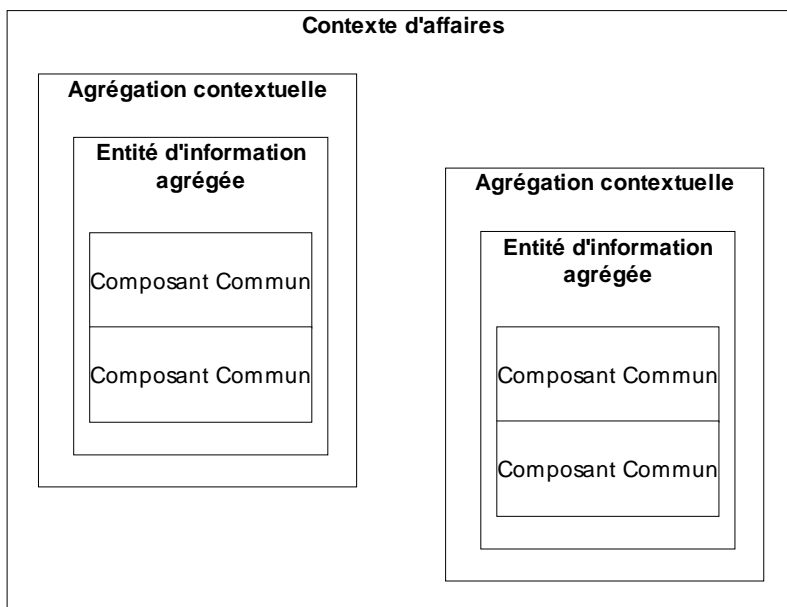 Contexte d'affaires
Agrégation contextuelle
Entité d'information
agrégée
Composant Commun
Composant Commun
Agrégation contextuelle
Entité d'information
agrégée
Composant Commun
Composant Commun